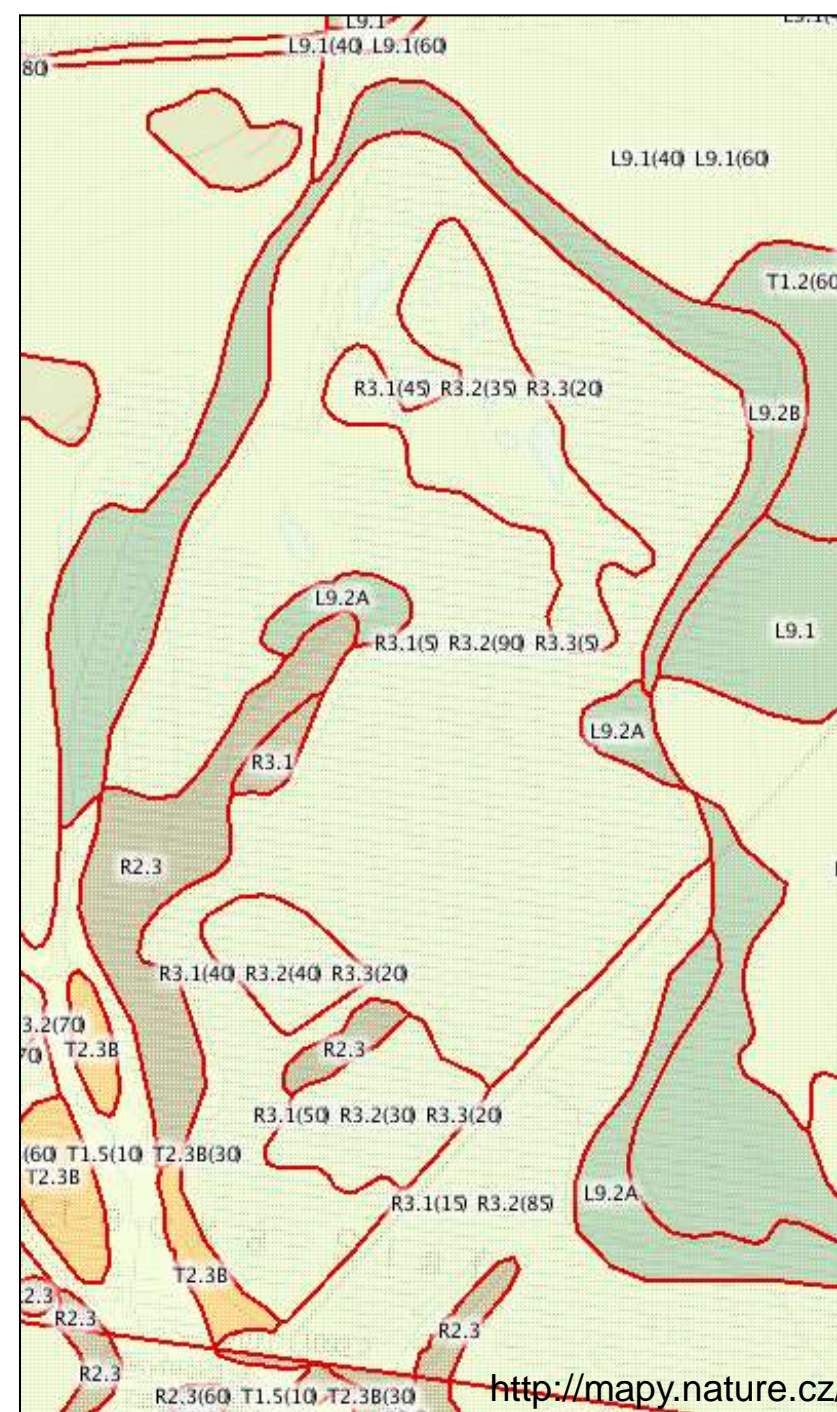 L9.1
L9.1(40) L9.1(60)
80)
L9.1(40) L9.1(60)
T1.2(60
R3.1(45) R3.2(35) R3.3(20)
L9.2B
L9.2A
L9.1
R3.1(5) R3.2(90) R3.3(5)
L9.2A
R3.1
R2.3
R3.1(40) R3.2(40) R3.3(20)
3.2(70)
70)
T2.3B
R2.3
R3.1(50) R3.2(30) R3.3(20)
(60) T1.5(10) T2.3B(30)
T2.3B
L9.2A
R3.1(15) R3.2(85)
T2.3B
2.3
R2.3
R2.3
R2.3
R2.3(60) T1.5(10) T2.3B(30)
http://mapy.nature.cz/